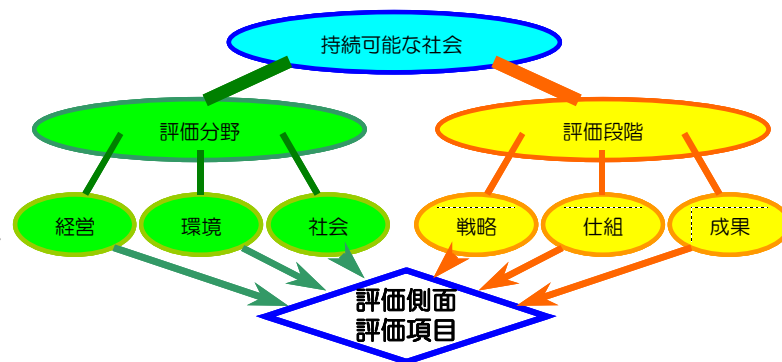 持続可能な社会
評価分野
評価段階
経営
環境
社会
戦略
仕組
成果
評価側面
評価項目